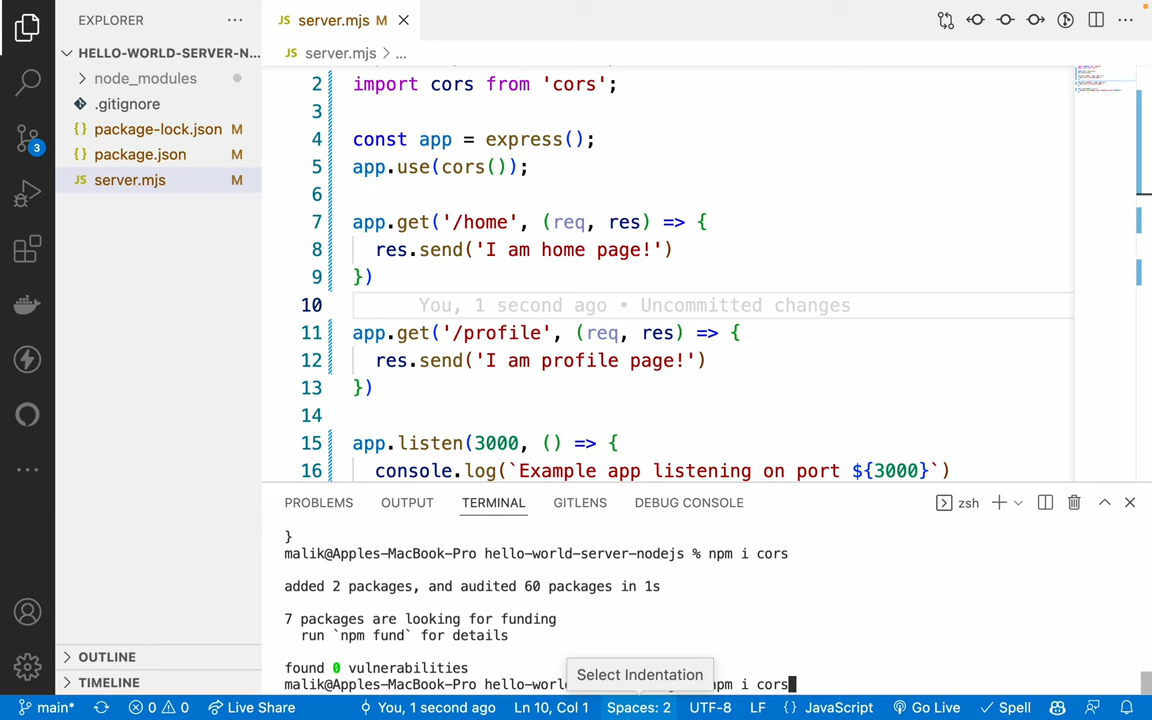 EXPLORER
HELLO-WORLD-SERVER-N...
node_modules
.gitignore
package-lock.json M
package.json M
JS server.mjs M
3
OUTLINE
TIMELINE
JS server.mjs M
JS server.mjs > ...
2 import cors from 'cors';
3
4 const app = express();
5 app.use(cors());
6
7 app.get('/home', (req, res) => {
8 res.send('I am home page!')
9 })
10 You, 1 second ago • Uncommitted changes
11 app.get('/profile', (req, res) => {
12 res.send('I am profile page!')
13 })
14
15 app.listen(3000, () => {
16 console.log(`Example app listening on port ${3000}`)
PROBLEMS OUTPUT TERMINAL GITLENS DEBUG CONSOLE zsh
}
malik@Apples-MacBook-Pro hello-world-server-nodejs % npm i cors
added 2 packages, and audited 60 packages in 1s
7 packages are looking for funding
run `npm fund` for details
found 0 vulnerabilities
Select Indentation
malik@Apples-MacBook-Pro hello-wor npm i cors
main* 0 0 Live Share You, 1 second ago Ln 10, Col 1 Spaces: 2 UTF-8 LF {} JavaScript Go Live Spell